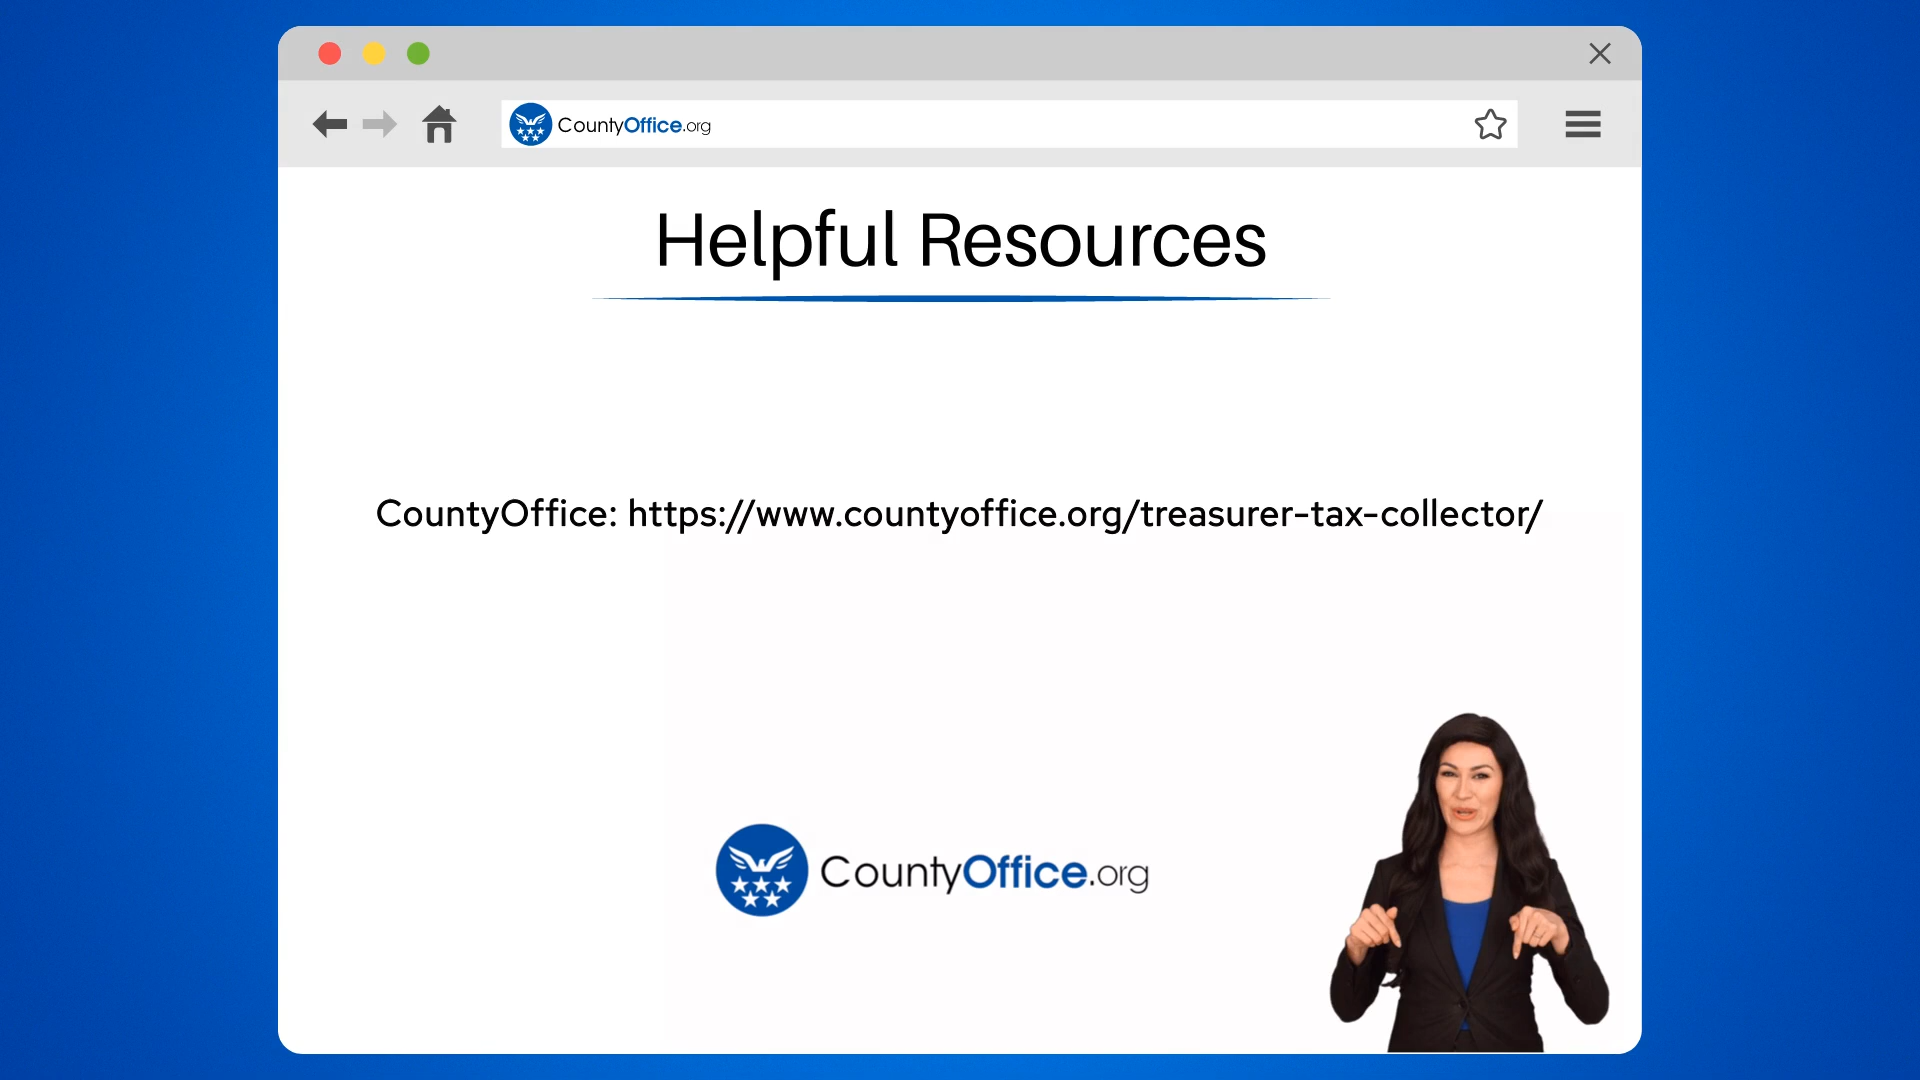 CountyOffice.org
Helpful Resources
CountyOffice: https://www.countyoffice.org/treasurer-tax-collector/
CountyOffice.org